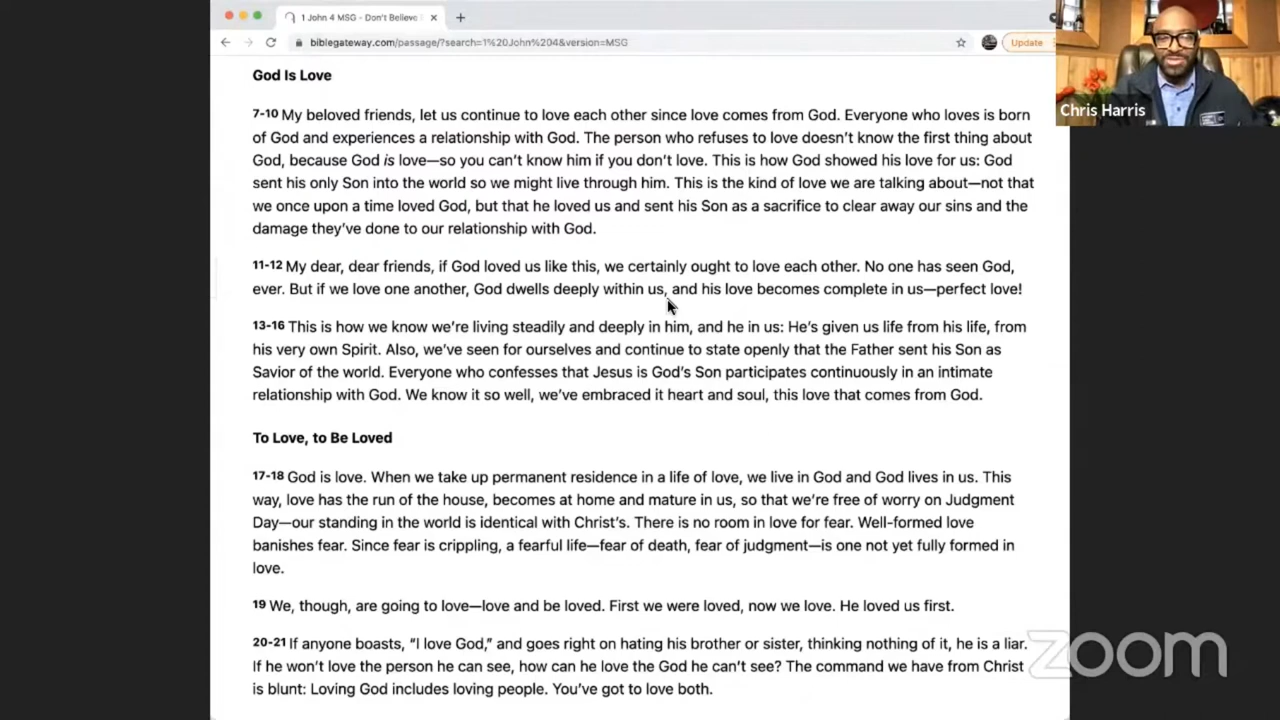 1 John 4 MSG - Don't Believe
biblegateway.com/passage/?search=1%20John%204&version=MSG
Update
Chris Harris
God Is Love
7-10 My beloved friends, let us continue to love each other since love comes from God. Everyone who loves is born
of God and experiences a relationship with God. The person who refuses to love doesn’t know the first thing about
God, because God is love—so you can’t know him if you don’t love. This is how God showed his love for us: God
sent his only Son into the world so we might live through him. This is the kind of love we are talking about—not that
we once upon a time loved God, but that he loved us and sent his Son as a sacrifice to clear away our sins and the
damage they’ve done to our relationship with God.
11-12 My dear, dear friends, if God loved us like this, we certainly ought to love each other. No one has seen God,
ever. But if we love one another, God dwells deeply within us, and his love becomes complete in us—perfect love!
13-16 This is how we know we’re living steadily and deeply in him, and he in us: He’s given us life from his life, from
his very own Spirit. Also, we’ve seen for ourselves and continue to state openly that the Father sent his Son as
Savior of the world. Everyone who confesses that Jesus is God’s Son participates continuously in an intimate
relationship with God. We know it so well, we’ve embraced it heart and soul, this love that comes from God.
To Love, to Be Loved
17-18 God is love. When we take up permanent residence in a life of love, we live in God and God lives in us. This
way, love has the run of the house, becomes at home and mature in us, so that we’re free of worry on Judgment
Day—our standing in the world is identical with Christ’s. There is no room in love for fear. Well-formed love
banishes fear. Since fear is crippling, a fearful life—fear of death, fear of judgment—is one not yet fully formed in
love.
19 We, though, are going to love—love and be loved. First we were loved, now we love. He loved us first.
20-21 If anyone boasts, “I love God,” and goes right on hating his brother or sister, thinking nothing of it, he is a liar.
If he won’t love the person he can see, how can he love the God he can’t see? The command we have from Christ
is blunt: Loving God includes loving people. You’ve got to love both.
zoom